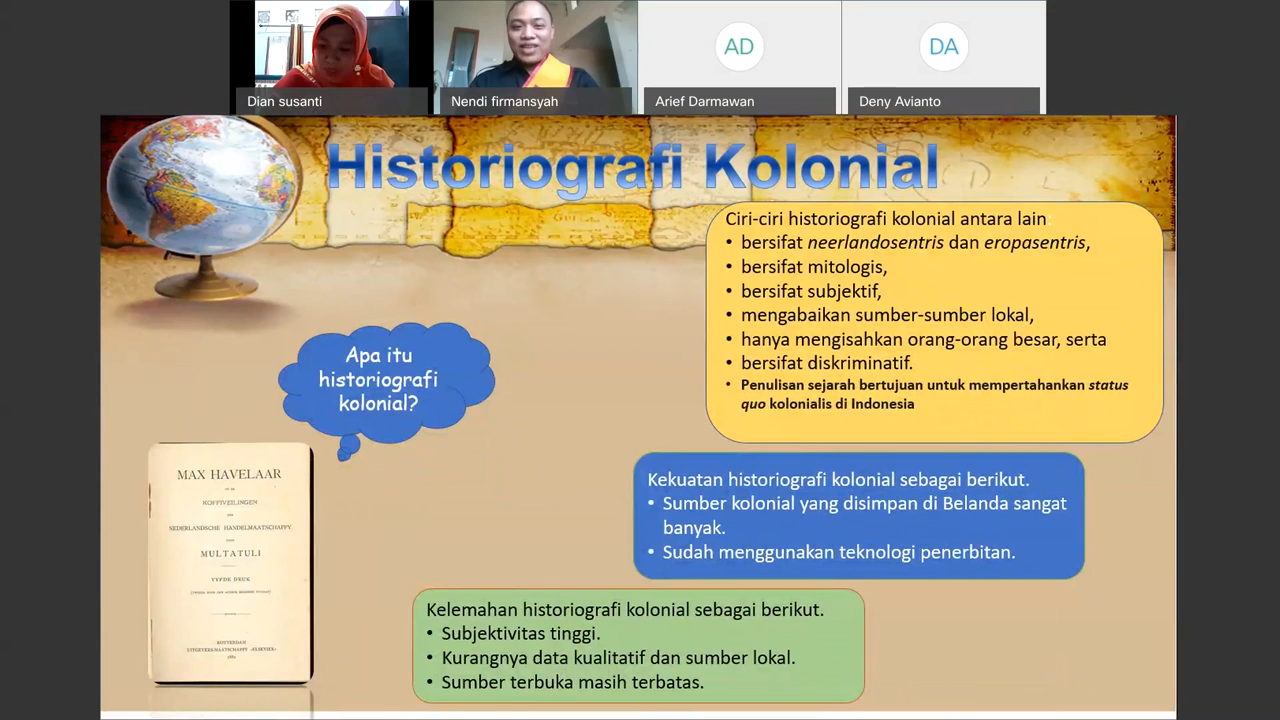 AD
DA
Dian susanti
Nendi firmansyah
Arief Darmawan
Deny Avianto
Historiografi Kolonial
Ciri-ciri historiografi kolonial antara lain
• bersifat neerlandosentris dan eropasentris,
• bersifat mitologis,
• bersifat subjektif,
• mengabaikan sumber-sumber lokal,
• hanya mengisahkan orang-orang besar, serta
• bersifat diskriminatif.
• Penulisan sejarah bertujuan untuk mempertahankan status
quo kolonialis di Indonesia
Apa itu
historiografi
kolonial?
MAX HAVELAAR
KOFFIVEILINGEN
NEDERLANDSCHE HANDELMAATSCHAPPY
MULTATULI
VYFDE DRUK
ROTTERDAM
UITGEVERSMAATSCHAPPY «ELSEVIER»
1881
Kekuatan historiografi kolonial sebagai berikut.
• Sumber kolonial yang disimpan di Belanda sangat
banyak.
• Sudah menggunakan teknologi penerbitan.
Kelemahan historiografi kolonial sebagai berikut.
• Subjektivitas tinggi.
• Kurangnya data kualitatif dan sumber lokal.
• Sumber terbuka masih terbatas.